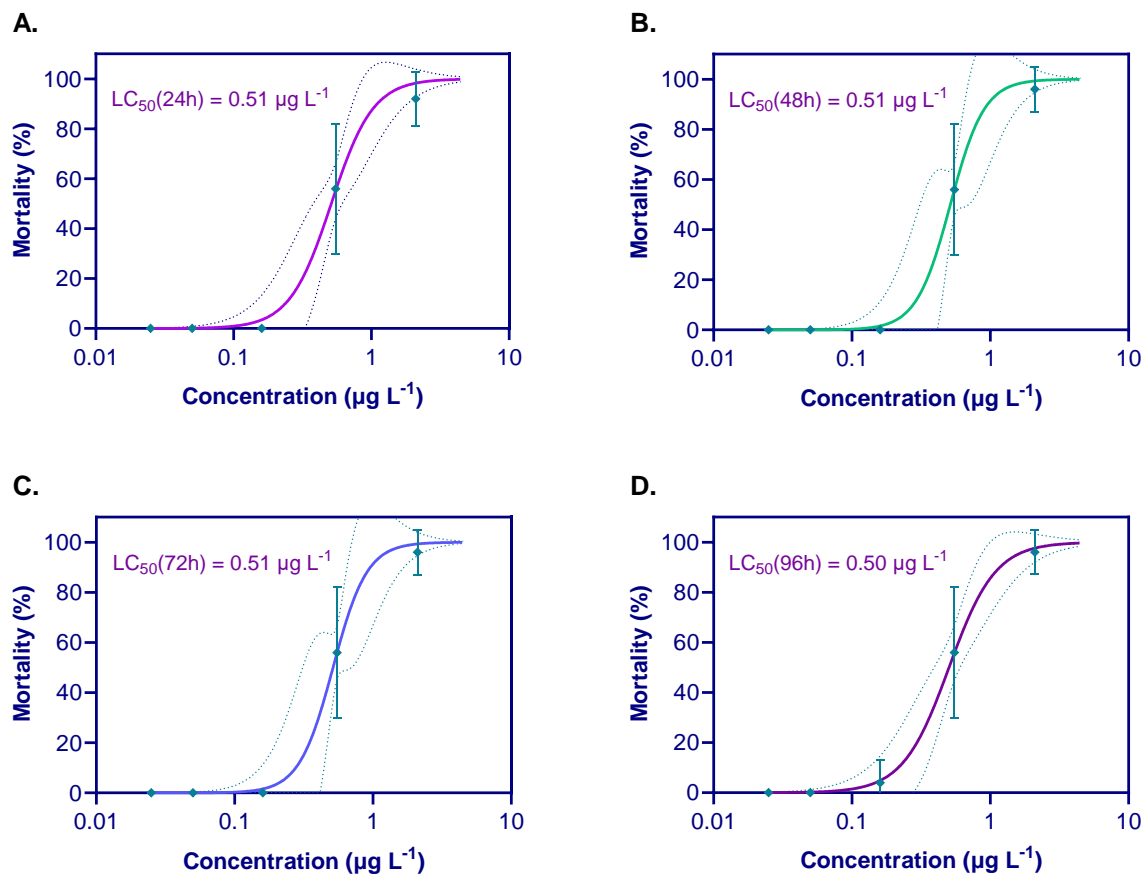 A.
LC50(24h) = 0.51 µg L-1
Mortality (%)
100
80
60
40
20
0
0.01 0.1 1 10
Concentration (µg L-1)
B.
LC50(48h) = 0.51 µg L-1
Mortality (%)
100
80
60
40
20
0
0.01 0.1 1 10
Concentration (µg L-1)
C.
LC50(72h) = 0.51 µg L-1
Mortality (%)
100
80
60
40
20
0
0.01 0.1 1 10
Concentration (µg L-1)
D.
LC50(96h) = 0.50 µg L-1
Mortality (%)
100
80
60
40
20
0
0.01 0.1 1 10
Concentration (µg L-1)